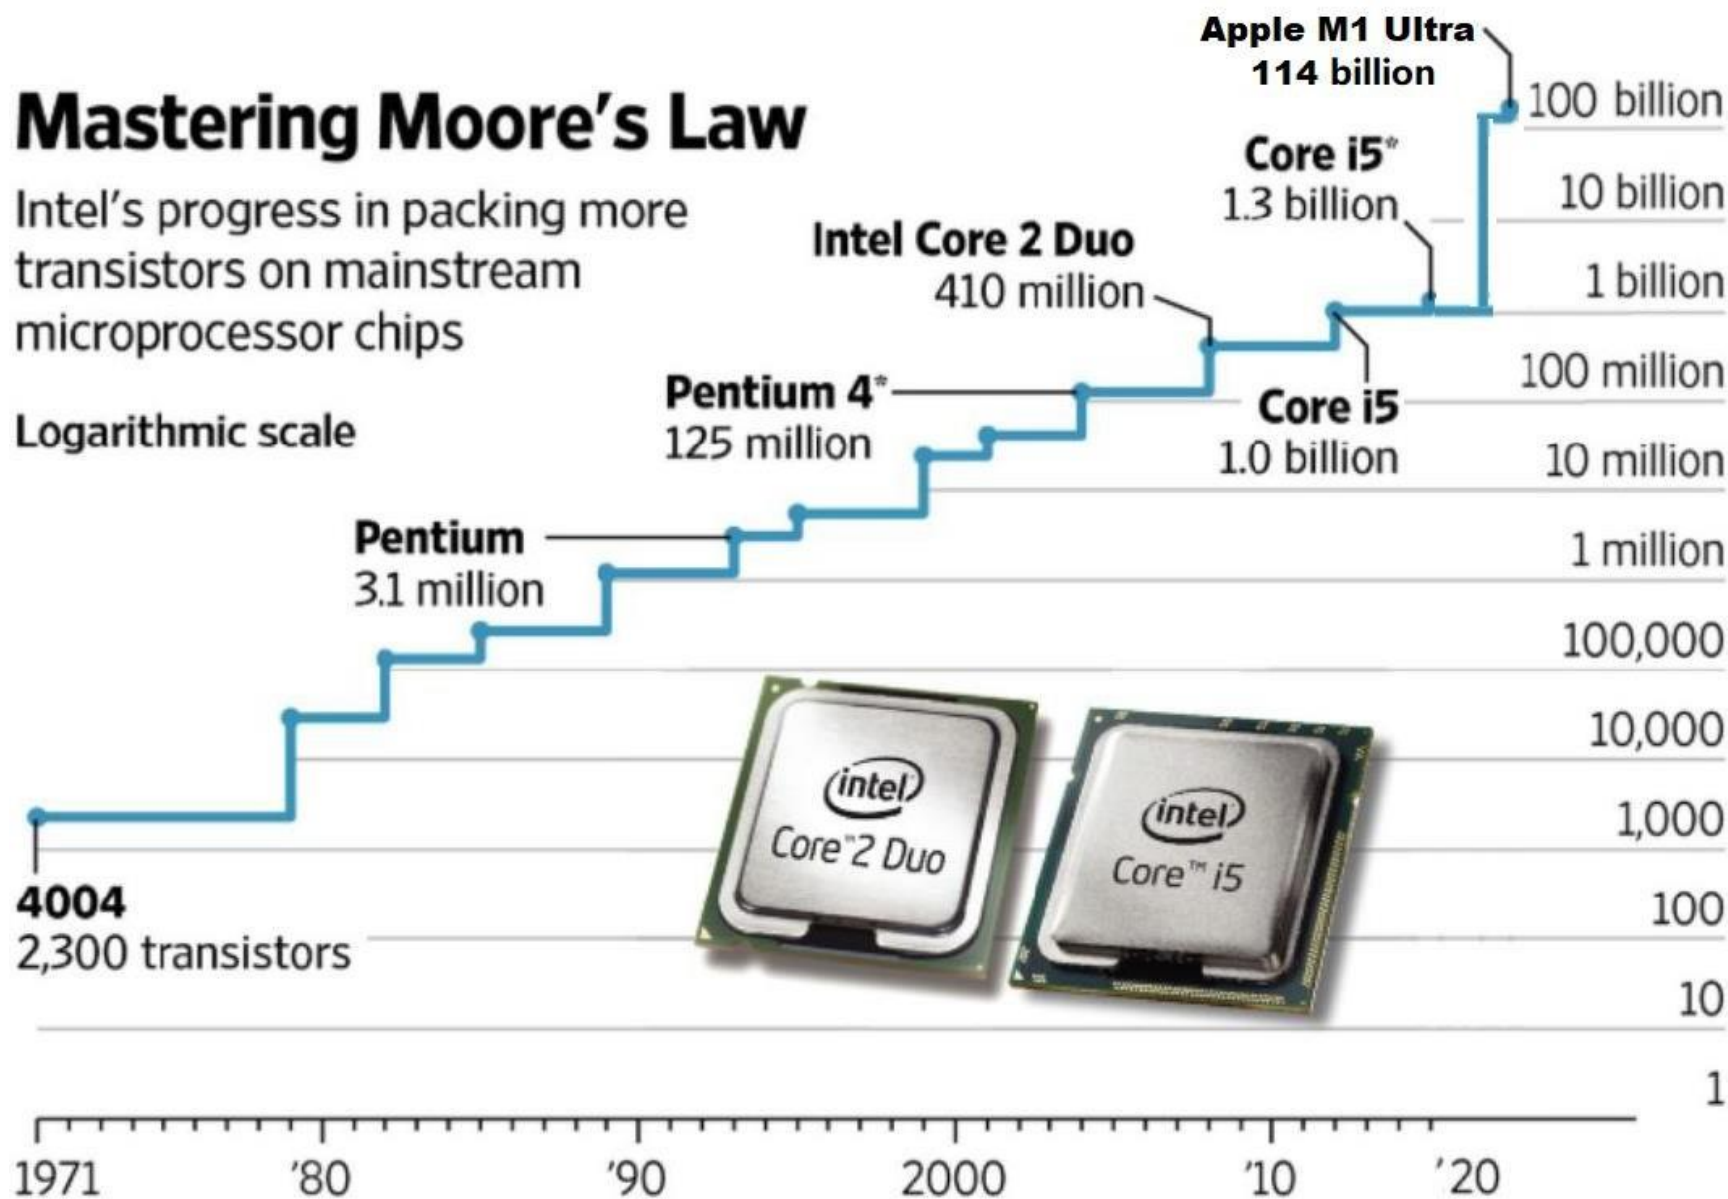 Apple M1 Ultra
114 billion
Mastering Moore's Law
Intel's progress in packing more
transistors on mainstream
microprocessor chips
Logarithmic scale
100 billion
10 billion
1 billion
100 million
10 million
1 million
100,000
10,000
1,000
100
10
1
Core i5*
1.3 billion
Intel Core 2 Duo
410 million
Core i5
1.0 billion
Pentium 4*
125 million
Pentium
3.1 million
4004
2,300 transistors
intel
Core™2 Duo
intel
Core™ i5
1971 '80 '90 2000 '10 '20